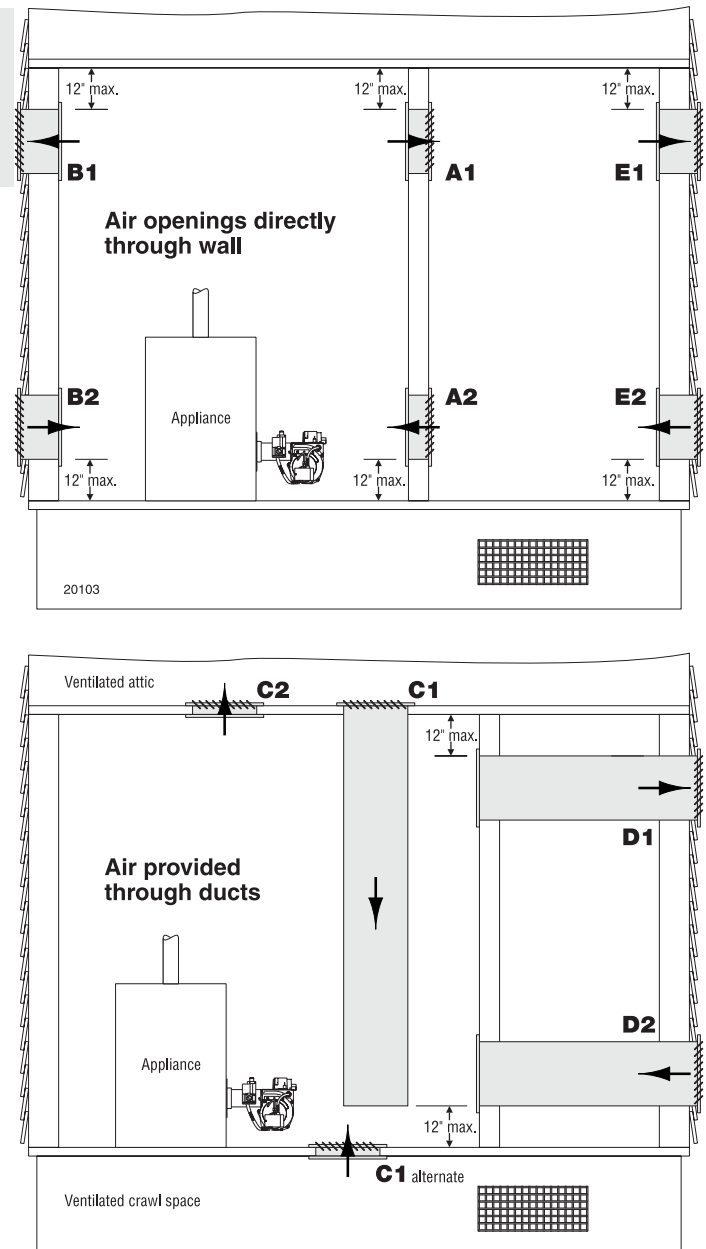 12" max.
12" max.
12" max.
B1
A1
E1
Air openings directly
through wall
B2
A2
E2
Appliance
12" max.
12" max.
12" max.
20103
Ventilated attic
C2
C1
12" max.
D1
Air provided
through ducts
D2
Appliance
12" max.
C1 alternate
Ventilated crawl space